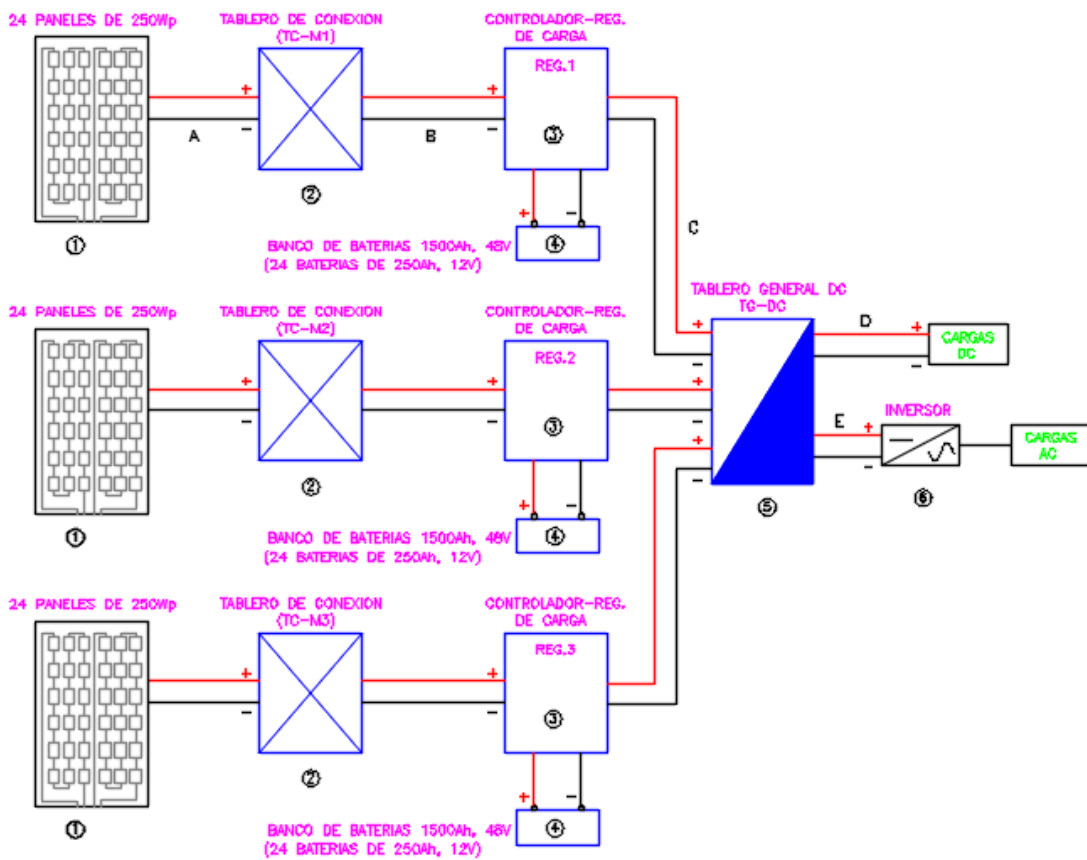 24 PANELES DE 250Wp
TABLERO DE CONEXION
(TC-M1)
CONTROLADOR-REG.
DE CARGA
REG.1
+
-
+
-
A
B
①
②
③
+
-
④
BANCO DE BATERIAS 1500Ah, 48V
(24 BATERIAS DE 250Ah, 12V)
C
24 PANELES DE 250Wp
TABLERO DE CONEXION
(TC-M2)
CONTROLADOR-REG.
DE CARGA
REG.2
+
-
+
-
①
②
③
+
-
④
BANCO DE BATERIAS 1500Ah, 48V
(24 BATERIAS DE 250Ah, 12V)
TABLERO GENERAL DC
TG-DC
+
-
+
-
+
-
⑤
D
+
-
CARGAS
DC
E
+
-
INVERSOR
⑥
CARGAS
AC
24 PANELES DE 250Wp
TABLERO DE CONEXION
(TC-M3)
CONTROLADOR-REG.
DE CARGA
REG.3
+
-
+
-
①
②
③
+
-
④
BANCO DE BATERIAS 1500Ah, 48V
(24 BATERIAS DE 250Ah, 12V)